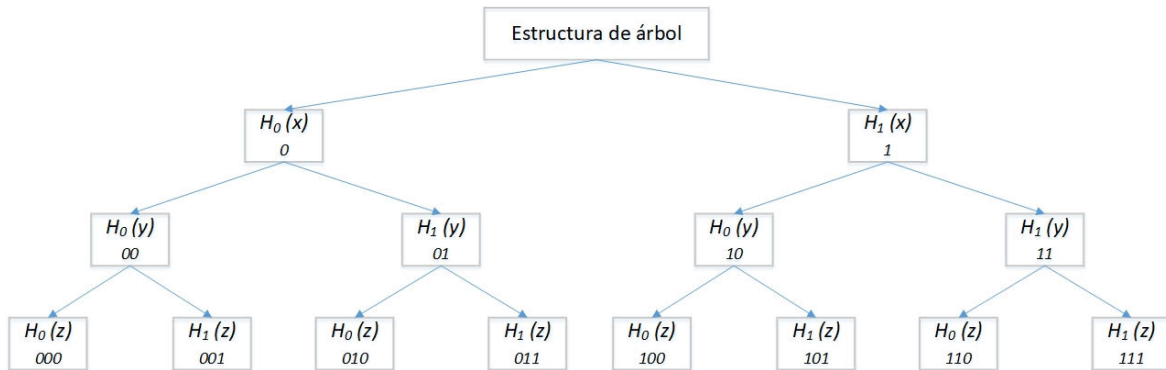 Estructura de árbol
H₀ (x)
0
H₁ (x)
1
H₀ (y)
00
H₁ (y)
01
H₀ (y)
10
H₁ (y)
11
H₀ (z)
000
H₁ (z)
001
H₀ (z)
010
H₁ (z)
011
H₀ (z)
100
H₁ (z)
101
H₀ (z)
110
H₁ (z)
111